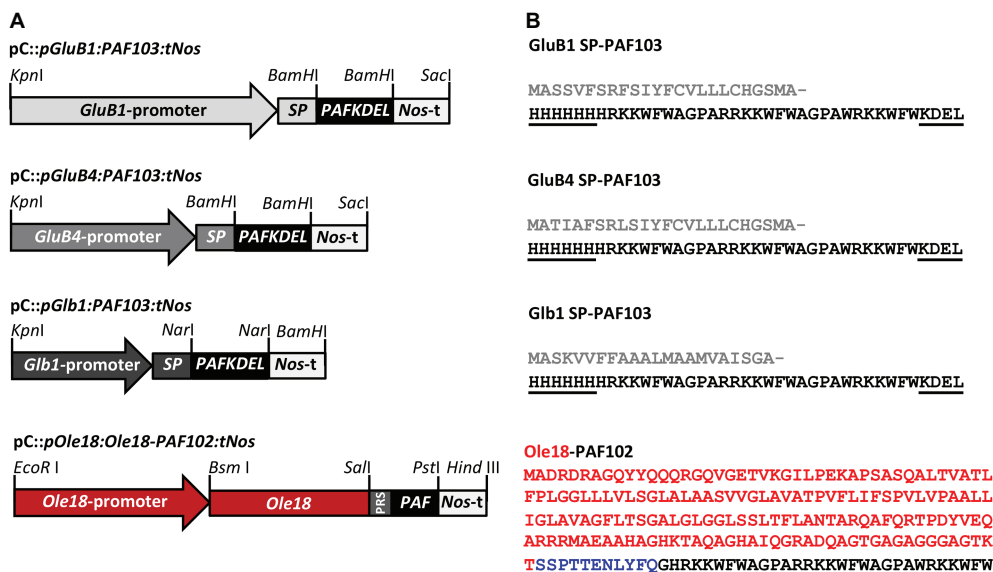 A
pC::pGluB1:PAF103:tNos
KpnI BamHI BamHI SacI
GluB1-promoter SP PAFKDEL Nos-t
pC::pGluB4:PAF103:tNos
KpnI BamHI BamHI SacI
GluB4-promoter SP PAFKDEL Nos-t
pC::pGlb1:PAF103:tNos
KpnI NarI NarI BamHI
Glb1-promoter SP PAFKDEL Nos-t
pC::pOle18:Ole18-PAF102:tNos
EcoR I Bsm I SalI PstI Hind III
Ole18-promoter Ole18 PRS PAF Nos-t
B
GluB1 SP-PAF103
MASSVFSRFSIYFCVLLLCHGSMA-
HHHHHHHRKKWFWAGPARRKKWFWAGPAWRKKWFWKDEL
GluB4 SP-PAF103
MATIAFSRLSIYFCVLLLCHGSMA-
HHHHHHHRKKWFWAGPARRKKWFWAGPAWRKKWFWKDEL
Glb1 SP-PAF103
MASKVVFFAAALMAAMVAISGA-
HHHHHHHRKKWFWAGPARRKKWFWAGPAWRKKWFWKDEL
Ole18-PAF102
MADRDRAGQYYQQQRGQVGETVKGILPEKAPSASQALTVATL
FPLGGLLLVLSGLALAASVVGLAVATPVFLIFSPVLVPAALL
IGLAVAGFLTSGALGLGGLSSLTFLANTARQAFQRTPDYVEQ
ARRRMAEAAHAGHKTAQAGHAIQGRADQAGTGAGAGGGAGTK
TSSPTTENLYFQGHRKKWFWAGPARRKKWFWAGPAWRKKWFW